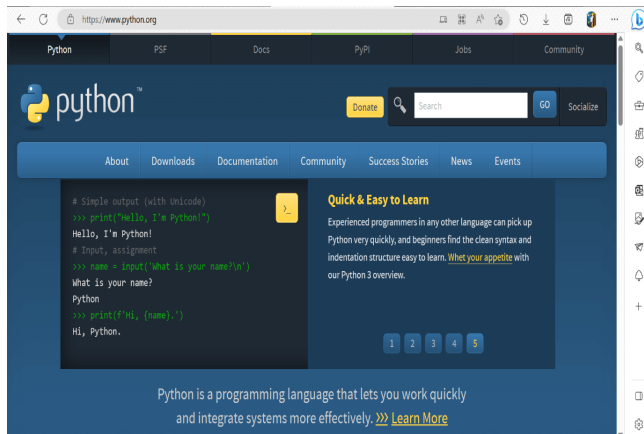 https://www.python.org
Python PSF Docs PyPI Jobs Community
python™
Donate Search GO Socialize
About Downloads Documentation Community Success Stories News Events
# Simple output (with Unicode)
>>> print("Hello, I'm Python!")
Hello, I'm Python!
# Input, assignment
>>> name = input('What is your name?\n')
What is your name?
Python
>>> print(f'Hi, {name}.')
Hi, Python.
>_
Quick & Easy to Learn
Experienced programmers in any other language can pick up
Python very quickly, and beginners find the clean syntax and
indentation structure easy to learn. Whet your appetite with
our Python 3 overview.
1 2 3 4 5
Python is a programming language that lets you work quickly
and integrate systems more effectively. >>> Learn More